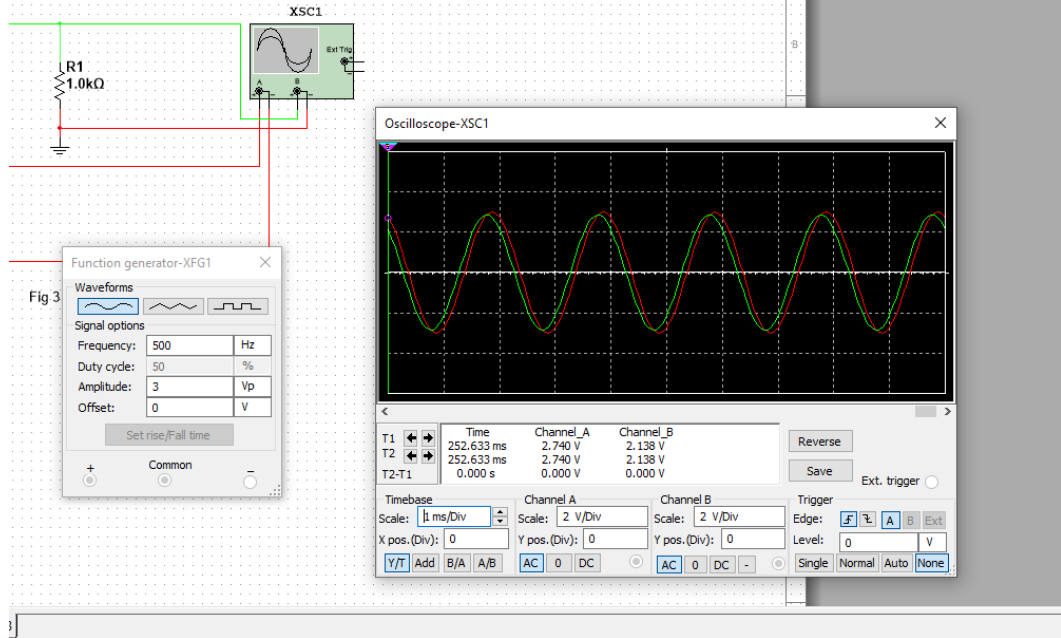 XSC1
Ext Trig
+
A
B
R1
1.0kΩ
B
Oscilloscope-XSC1
Function generator-XFG1
Fig 3
Waveforms
Signal options
Frequency: 500 Hz
Duty cycle: 50 %
Amplitude: 3 Vp
Offset: 0 V
Set rise/Fall time
+ Common −
Time Channel_A Channel_B
T1 252.633 ms 2.740 V 2.138 V
T2 252.633 ms 2.740 V 2.138 V
T2-T1 0.000 s 0.000 V 0.000 V
Reverse
Save
Ext. trigger
Timebase
Scale: 1 ms/Div
X pos.(Div): 0
Y/T Add B/A A/B
Channel A
Scale: 2 V/Div
Y pos.(Div): 0
AC 0 DC
Channel B
Scale: 2 V/Div
Y pos.(Div): 0
AC 0 DC -
Trigger
Edge: A B Ext
Level: 0 V
Single Normal Auto None